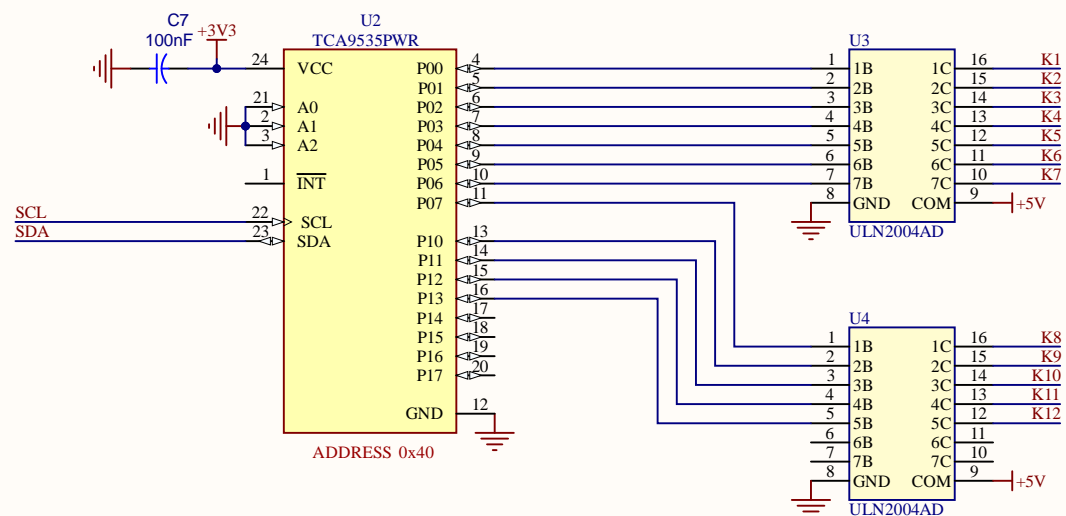 C7
100nF
+3V3
U2
TCA9535PWR
24 VCC
21 A0
2 A1
3 A2
1 INT
SCL 22 SCL
SDA 23 SDA
P00 4
P01 5
P02 6
P03 7
P04 8
P05 9
P06 10
P07 11
P10 13
P11 14
P12 15
P13 16
P14 17
P15 18
P16 19
P17 20
GND 12
ADDRESS 0x40
U3
1 1B 1C 16 K1
2 2B 2C 15 K2
3 3B 3C 14 K3
4 4B 4C 13 K4
5 5B 5C 12 K5
6 6B 6C 11 K6
7 7B 7C 10 K7
8 GND COM 9 +5V
ULN2004AD
U4
1 1B 1C 16 K8
2 2B 2C 15 K9
3 3B 3C 14 K10
4 4B 4C 13 K11
5 5B 5C 12 K12
6 6B 6C 11
7 7B 7C 10
8 GND COM 9 +5V
ULN2004AD